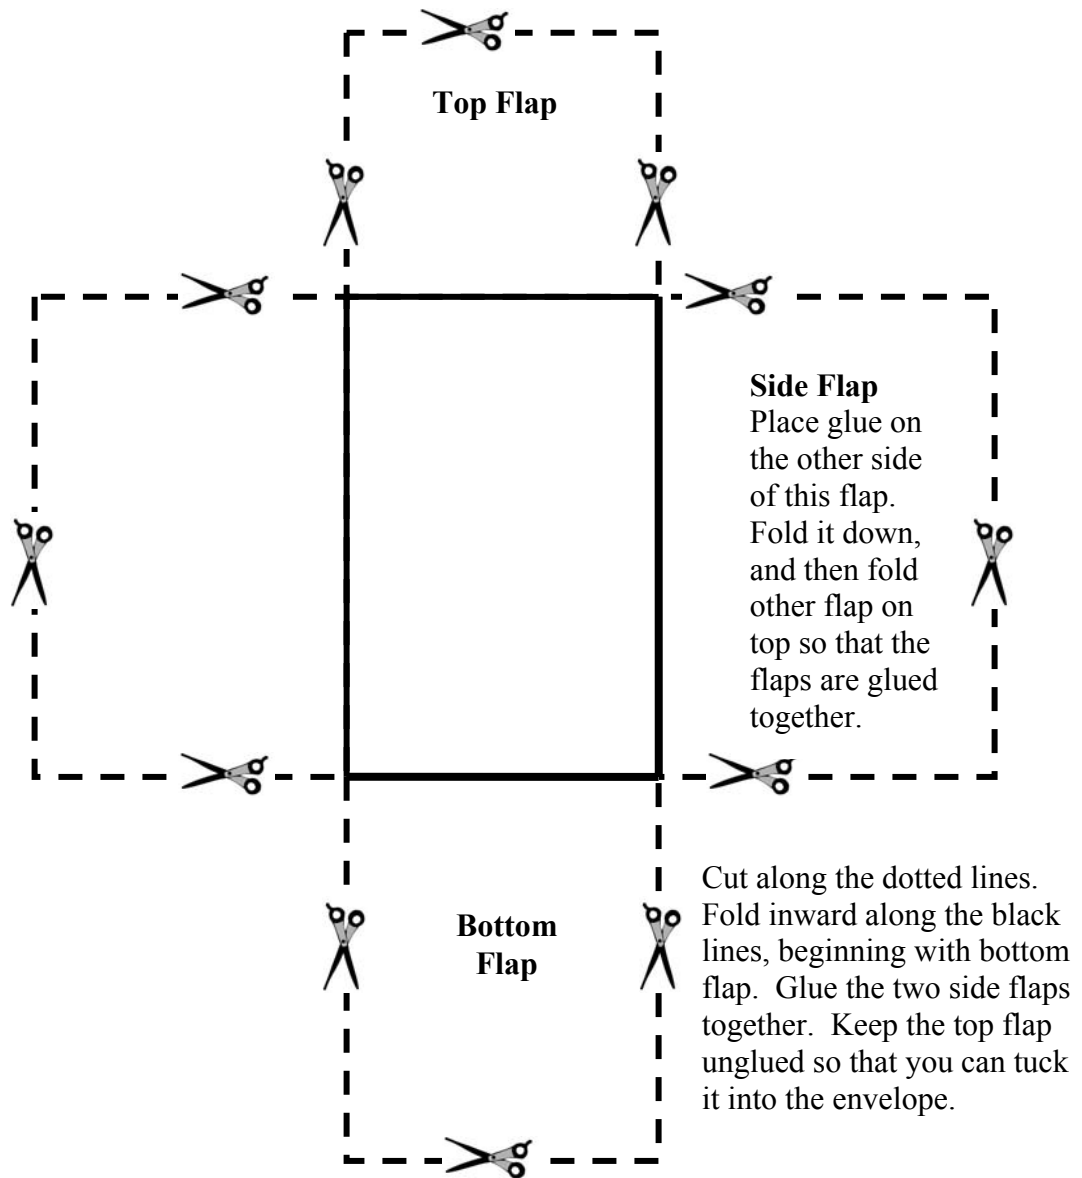 Top Flap
Side Flap
Place glue on
the other side
of this flap.
Fold it down,
and then fold
other flap on
top so that the
flaps are glued
together.
Bottom
Flap
Cut along the dotted lines.
Fold inward along the black
lines, beginning with bottom
flap.  Glue the two side flaps
together.  Keep the top flap
unglued so that you can tuck
it into the envelope.